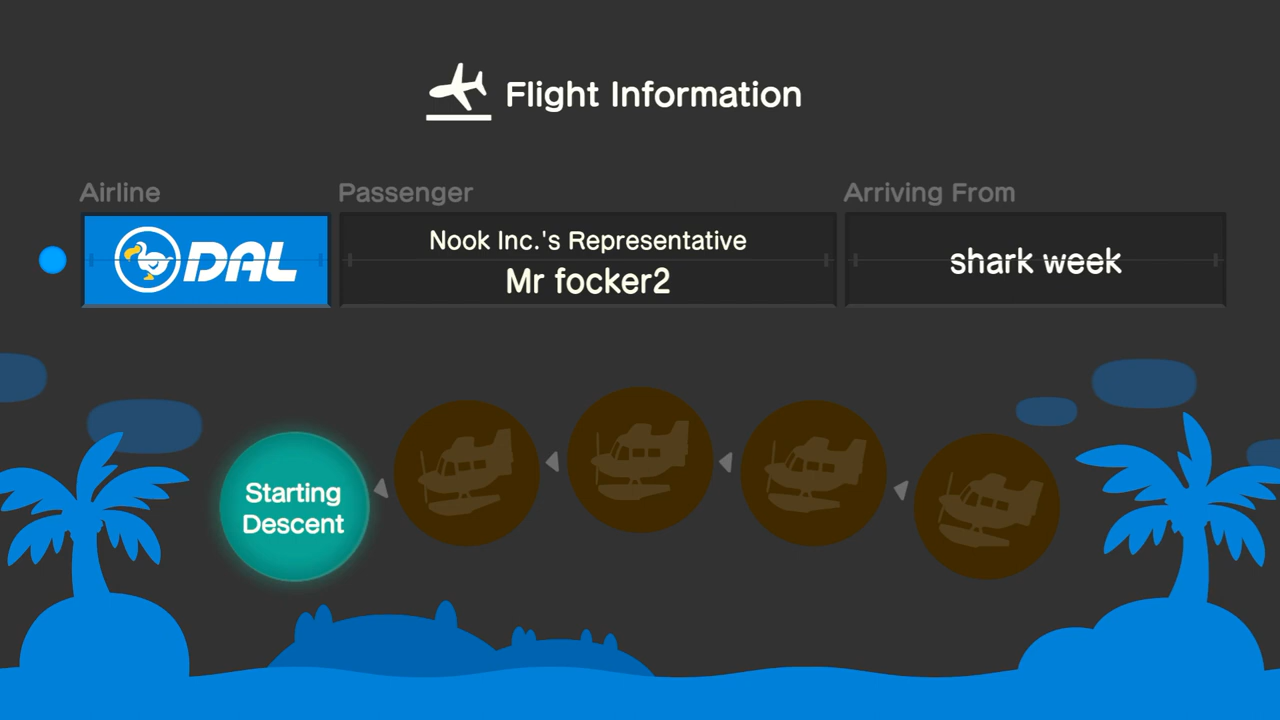 Flight Information
Airline
Passenger
Arriving From
DAL
Nook Inc.'s Representative
Mr focker2
shark week
Starting
Descent